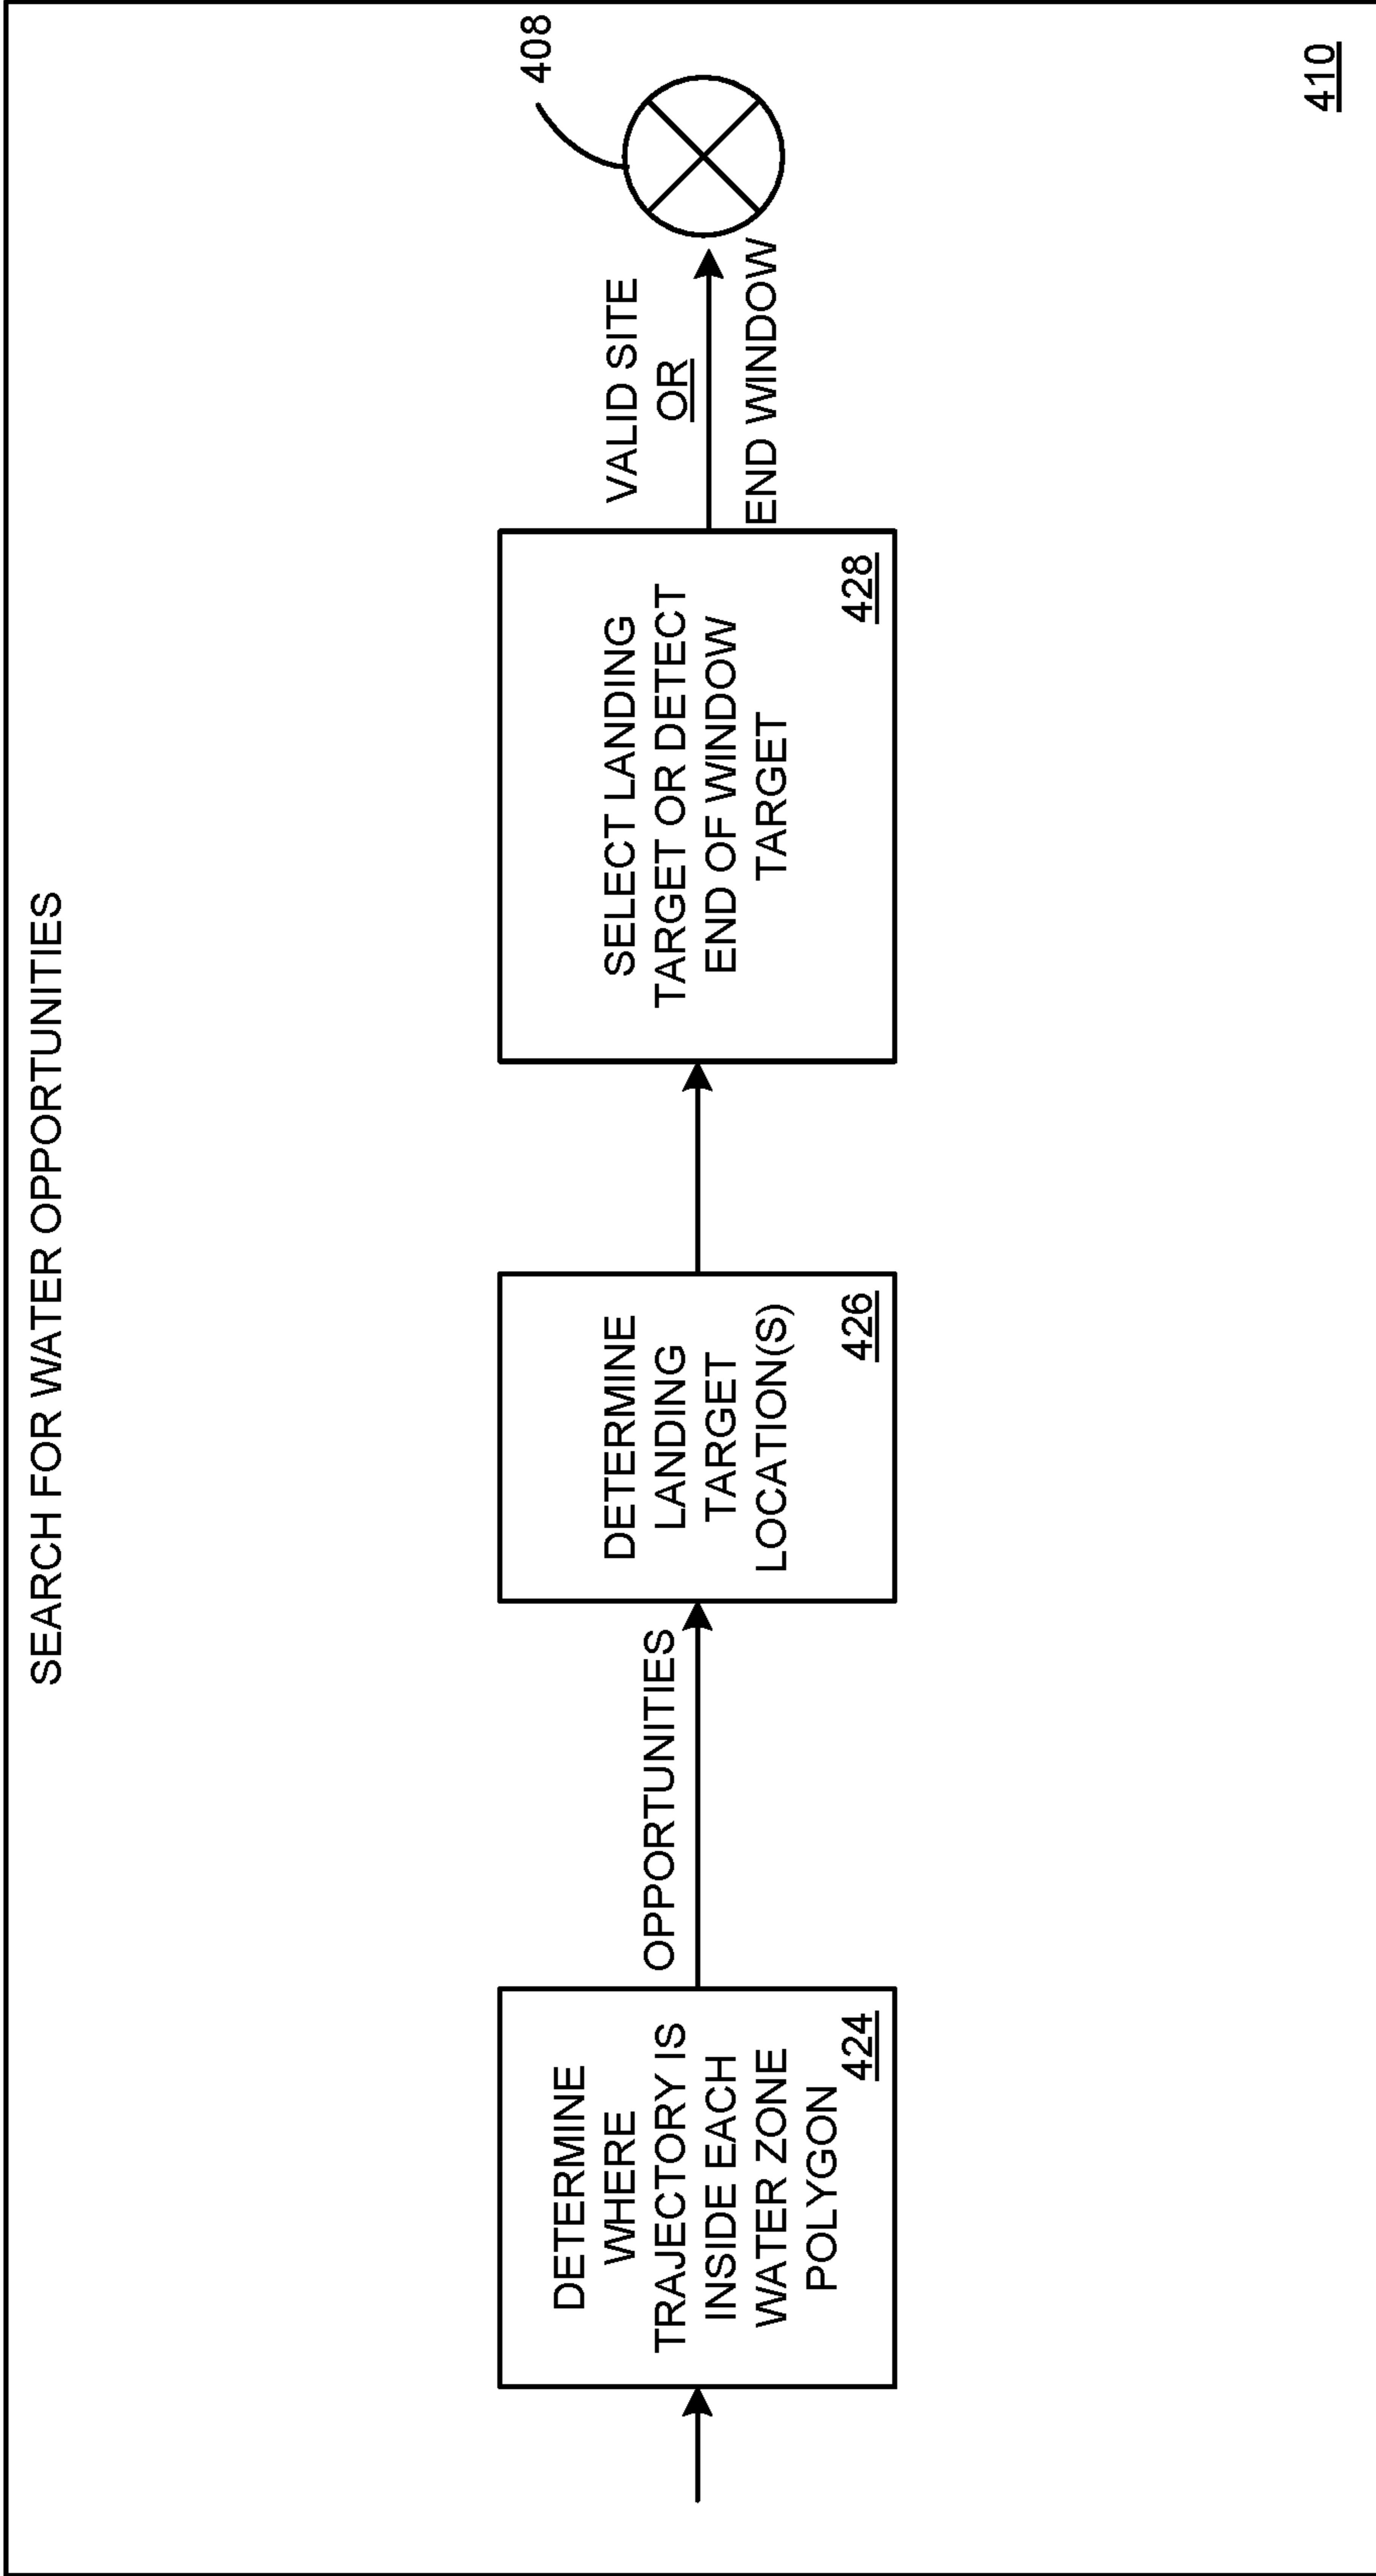 SEARCH FOR WATER OPPORTUNITIES
DETERMINE
WHERE
TRAJECTORY IS
INSIDE EACH
WATER ZONE
POLYGON
424
OPPORTUNITIES
DETERMINE
LANDING
TARGET
LOCATION(S)
426
SELECT LANDING
TARGET OR DETECT
END OF WINDOW
TARGET
428
VALID SITE
OR
END WINDOW
408
410